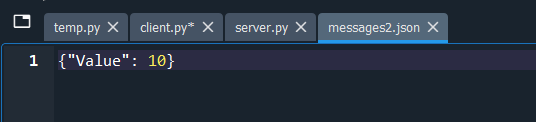 temp.py client.py* server.py messages2.json
1 {"Value": 10}